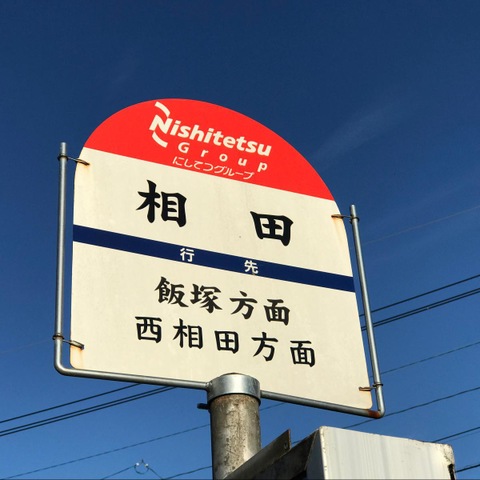 Nishitetsu
Group
にしてつグループ
相田
行先
飯塚方面
西相田方面